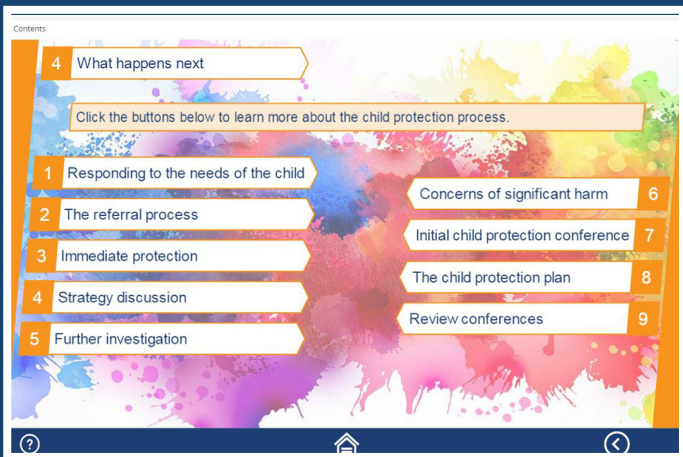 Contents
4 What happens next
Click the buttons below to learn more about the child protection process.
1 Responding to the needs of the child
2 The referral process
3 Immediate protection
4 Strategy discussion
5 Further investigation
Concerns of significant harm 6
Initial child protection conference 7
The child protection plan 8
Review conferences 9
?